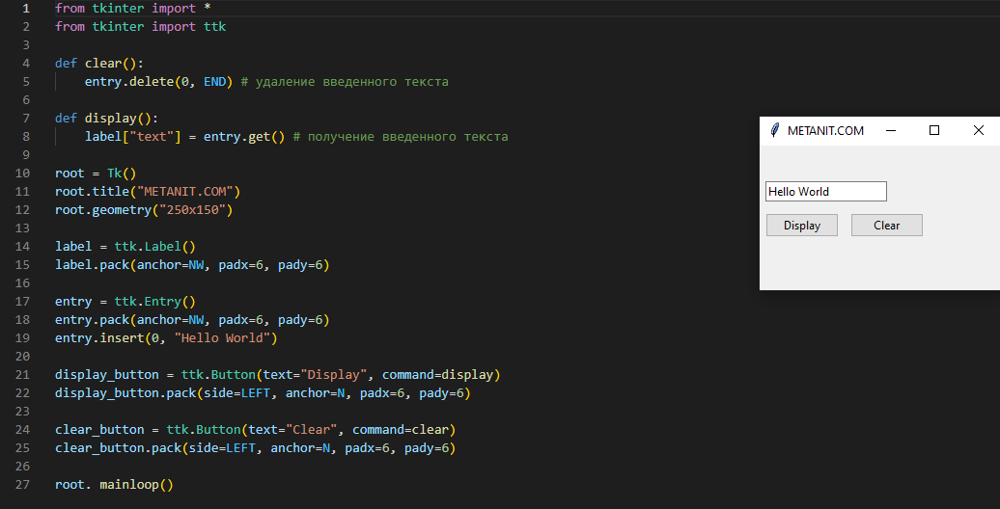 1 from tkinter import *
2 from tkinter import ttk
3
4 def clear():
5     entry.delete(0, END) # удаление введенного текста
6
7 def display():
8     label["text"] = entry.get() # получение введенного текста
9
10 root = Tk()
11 root.title("METANIT.COM")
12 root.geometry("250x150")
13
14 label = ttk.Label()
15 label.pack(anchor=NW, padx=6, pady=6)
16
17 entry = ttk.Entry()
18 entry.pack(anchor=NW, padx=6, pady=6)
19 entry.insert(0, "Hello World")
20
21 display_button = ttk.Button(text="Display", command=display)
22 display_button.pack(side=LEFT, anchor=N, padx=6, pady=6)
23
24 clear_button = ttk.Button(text="Clear", command=clear)
25 clear_button.pack(side=LEFT, anchor=N, padx=6, pady=6)
26
27 root. mainloop()
METANIT.COM
Hello World
Display Clear